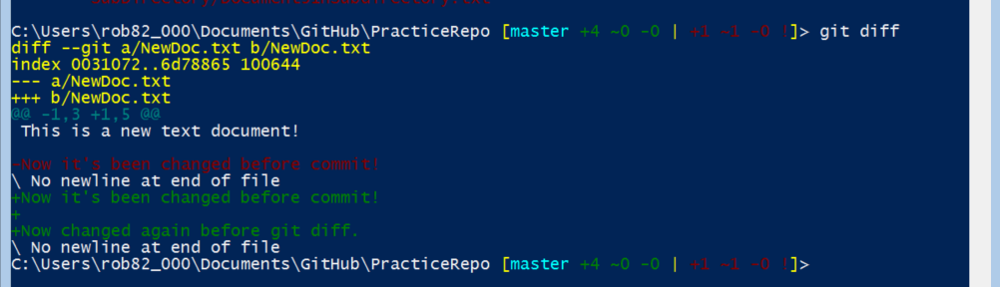 SubDirectory/DocumentsInSubDirectory.txt
C:\Users\rob82_000\Documents\GitHub\PracticeRepo [master +4 ~0 -0 | +1 ~1 -0 !]> git diff
diff --git a/NewDoc.txt b/NewDoc.txt
index 0031072..6d78865 100644
--- a/NewDoc.txt
+++ b/NewDoc.txt
@@ -1,3 +1,5 @@
 This is a new text document!
-Now it's been changed before commit!
\ No newline at end of file
+Now it's been changed before commit!
+
+Now changed again before git diff.
\ No newline at end of file
C:\Users\rob82_000\Documents\GitHub\PracticeRepo [master +4 ~0 -0 | +1 ~1 -0 !]>